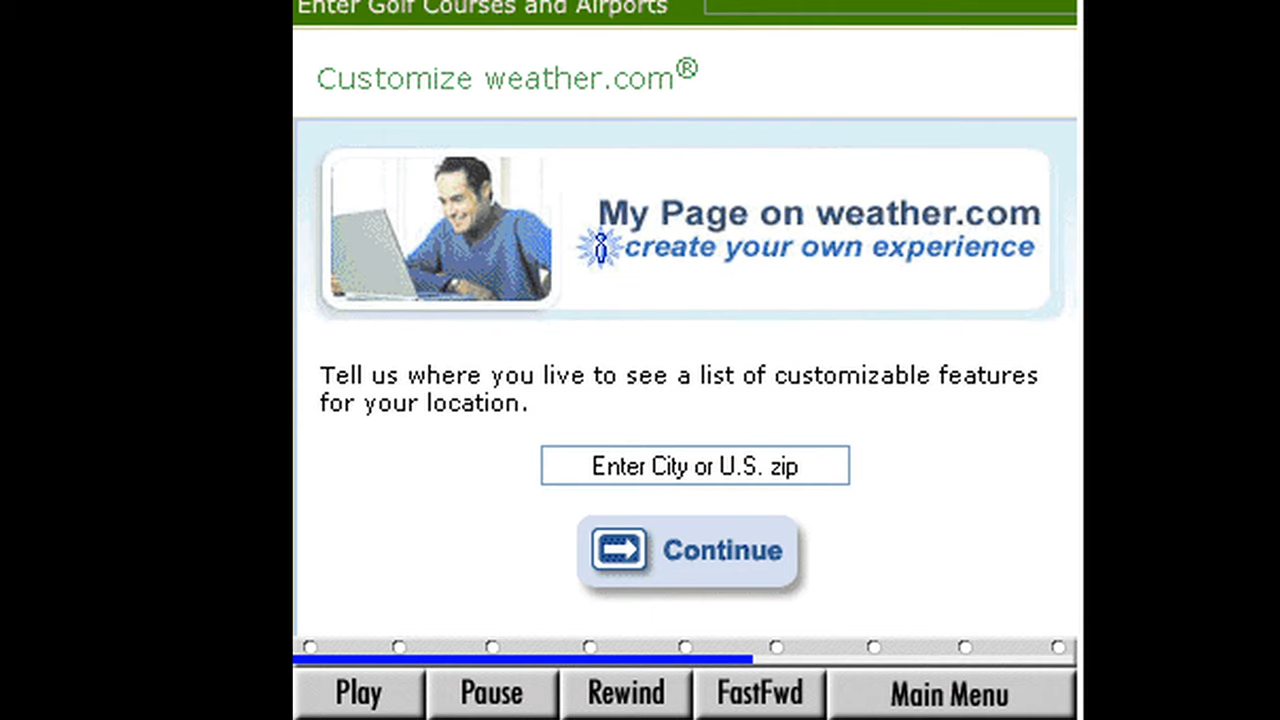 Enter Golf Courses and Airports
Customize weather.com®
My Page on weather.com
create your own experience
Tell us where you live to see a list of customizable features
for your location.
Enter City or U.S. zip
Continue
Play Pause Rewind FastFwd Main Menu